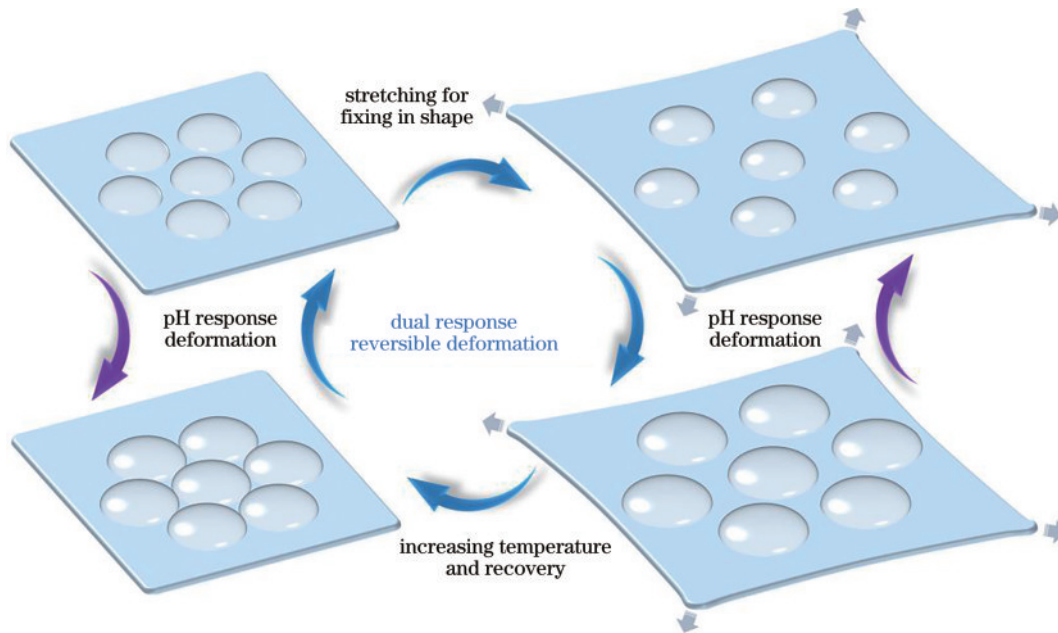 stretching for
fixing in shape
pH response
deformation
dual response
reversible deformation
pH response
deformation
increasing temperature
and recovery